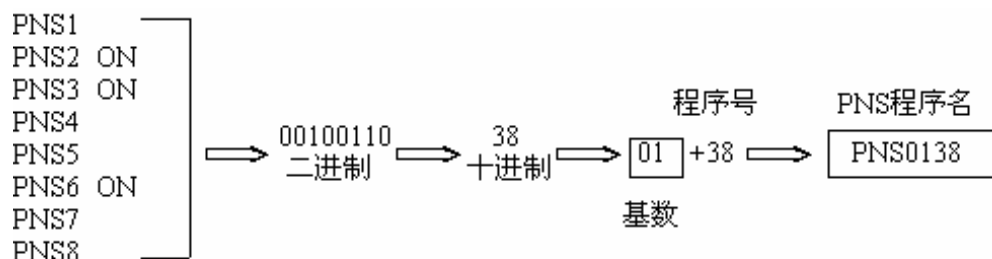 PNS1
PNS2 ON
PNS3 ON
PNS4
PNS5
PNS6 ON
PNS7
PNS8
00100110
二进制
38
十进制
程序号
01 +38
基数
PNS程序名
PNS0138